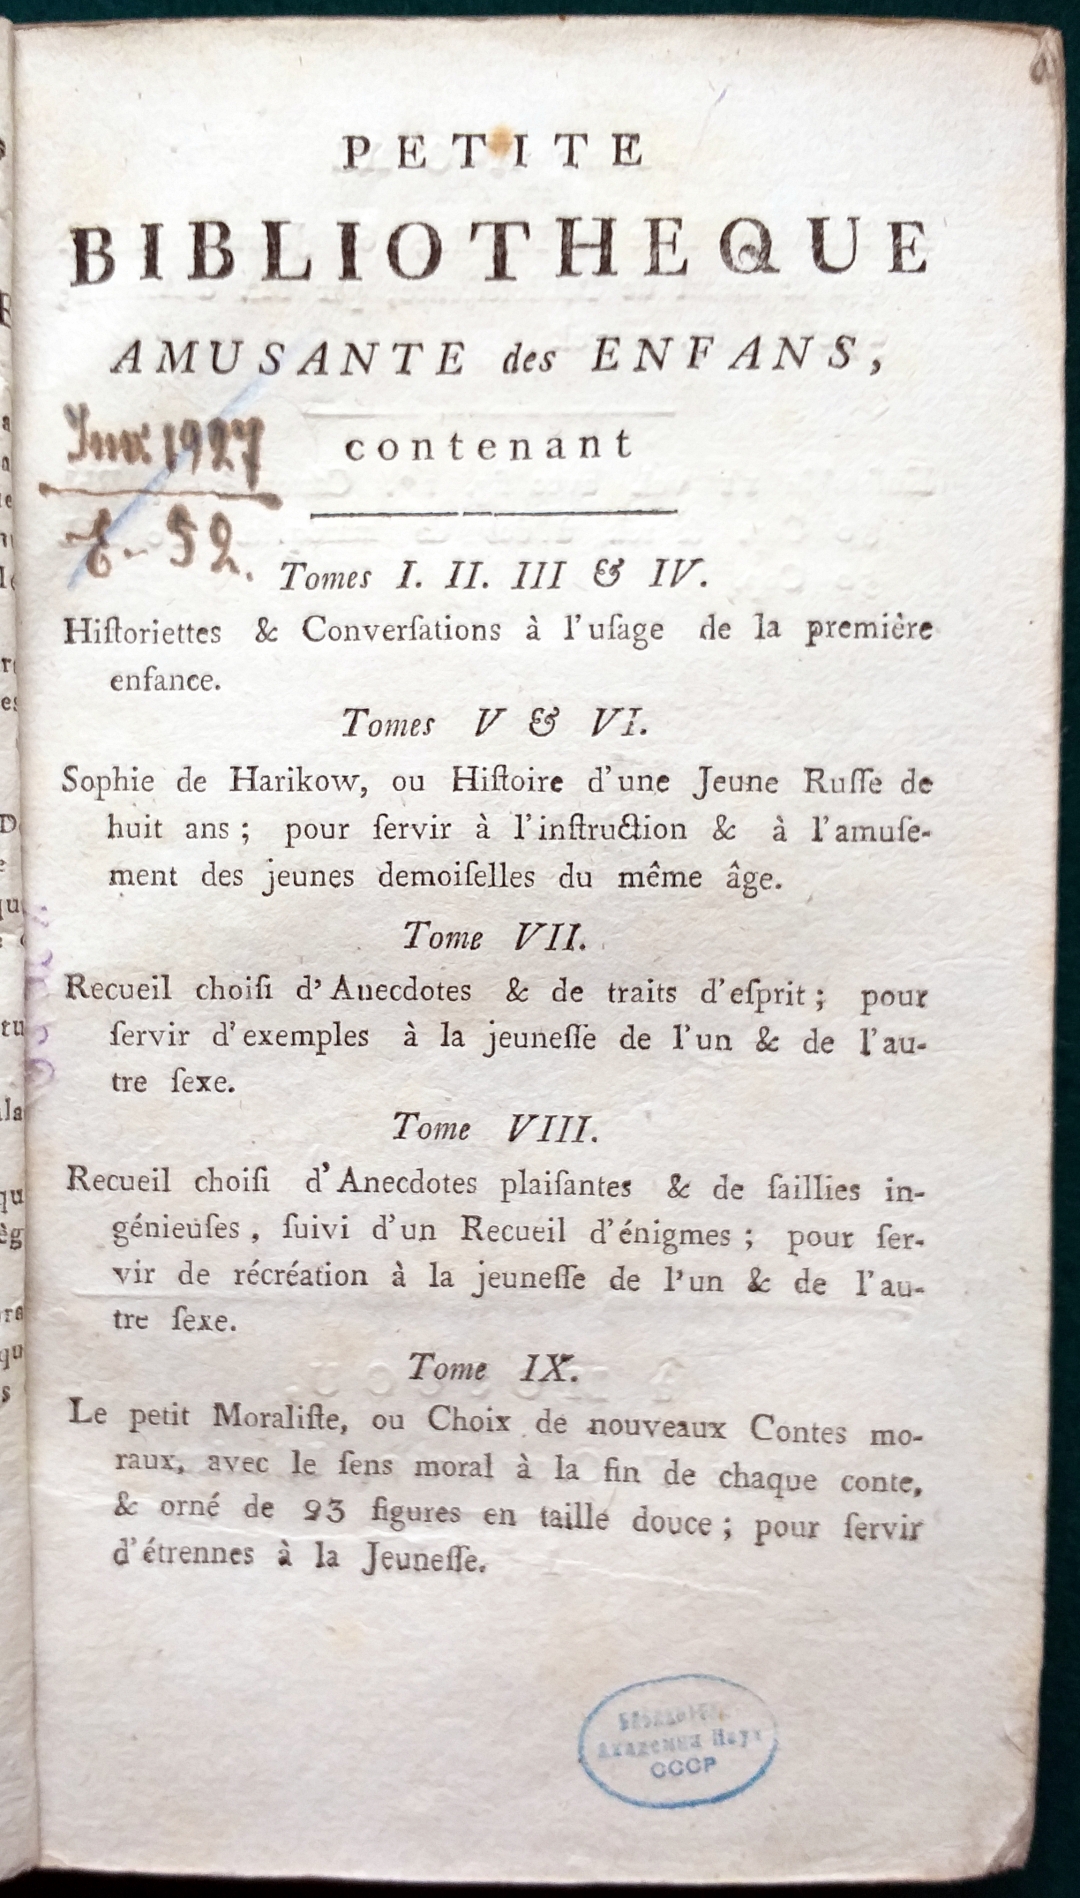 PETITE
BIBLIOTHEQUE
AMUSANTE des ENFANS,
contenant
1927
52.
Tomes I. II. III & IV.
Hiſtoriettes & Converſations à l'uſage de la première
enfance.
Tomes V & VI.
Sophie de Harikow, ou Hiſtoire d'une Jeune Ruſſe de
huit ans ; pour ſervir à l'inſtruction & à l'amuſe-
ment des jeunes demoiſelles du même âge.
Tome VII.
Recueil choiſi d'Anecdotes & de traits d'eſprit ; pour
ſervir d'exemples à la jeuneſſe de l'un & de l'au-
tre ſexe.
Tome VIII.
Recueil choiſi d'Anecdotes plaiſantes & de ſaillies in-
génieuſes , ſuivi d'un Recueil d'énigmes ; pour ſer-
vir de récréation à la jeuneſſe de l'un & de l'au-
tre ſexe.
Tome IX.
Le petit Moraliſte, ou Choix de nouveaux Contes mo-
raux, avec le ſens moral à la fin de chaque conte,
& orné de 23 figures en taille douce ; pour ſervir
d'étrennes à la Jeuneſſe.
Академии Наук
СССР